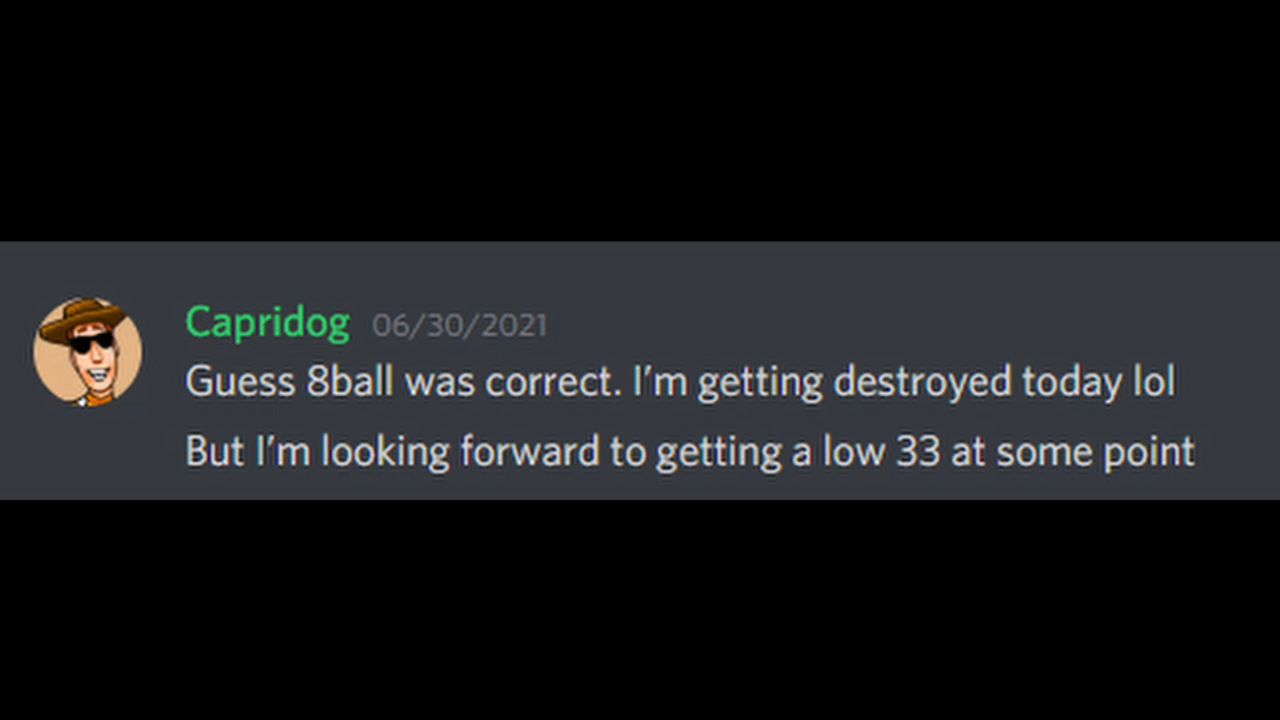 Capridog 06/30/2021
Guess 8ball was correct. I’m getting destroyed today lol
But I’m looking forward to getting a low 33 at some point